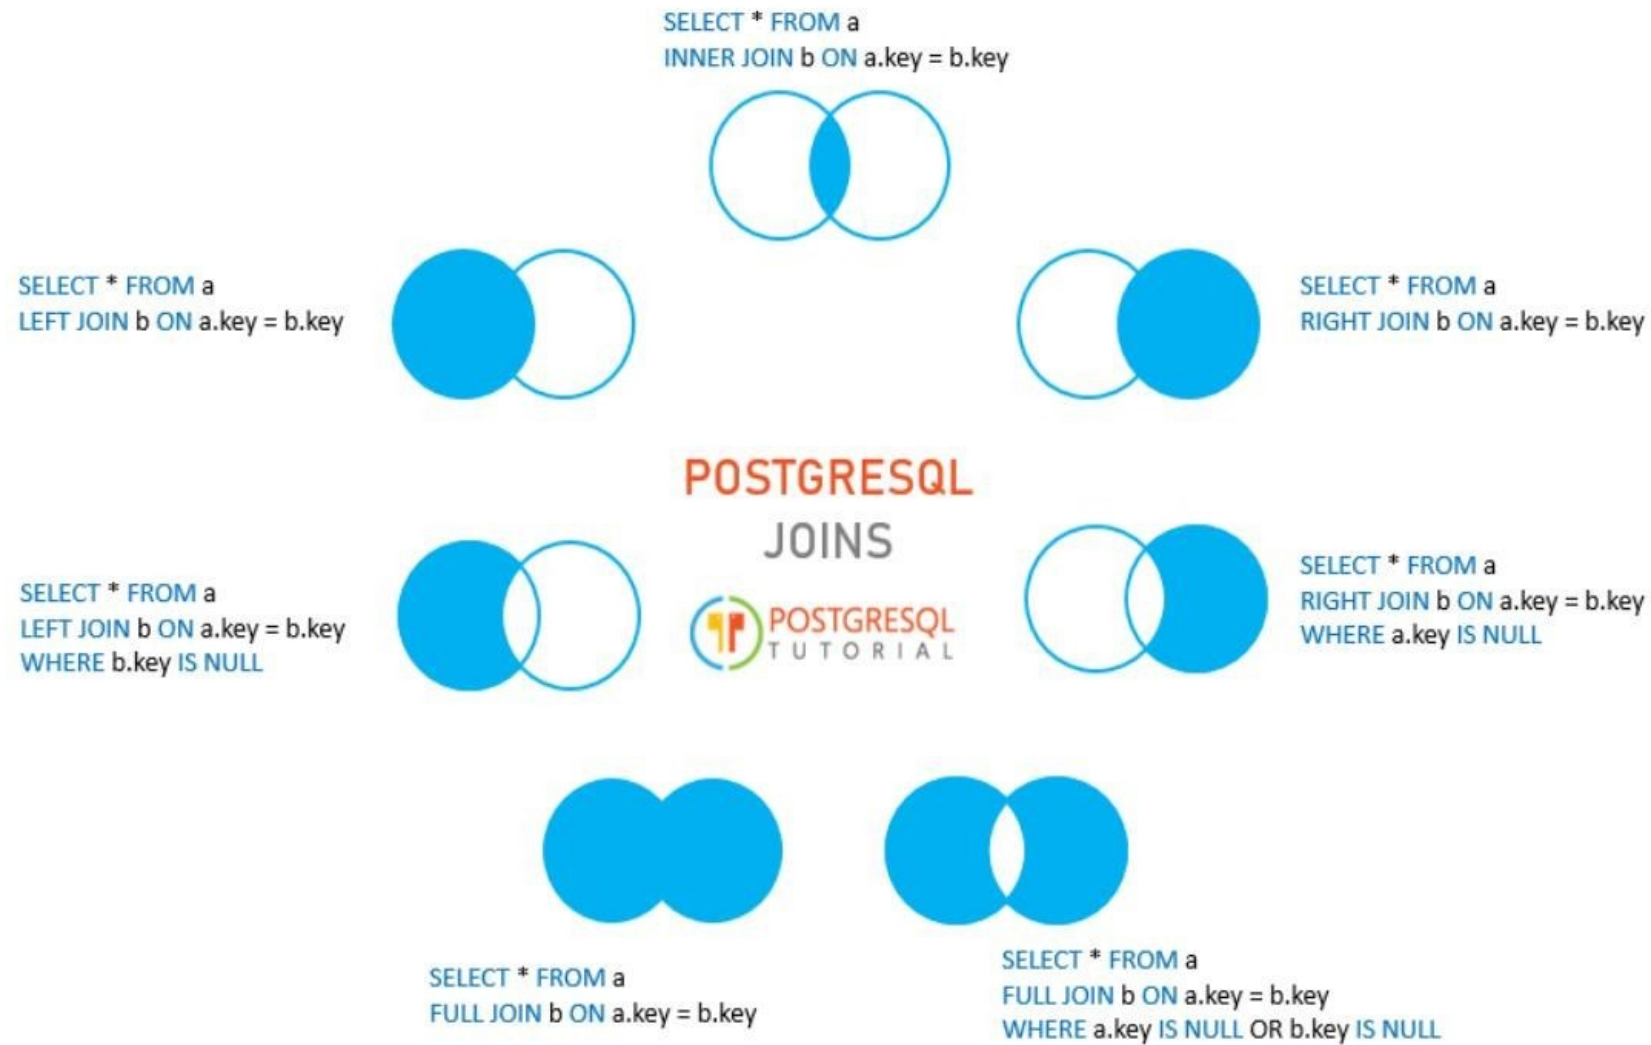 SELECT * FROM a
INNER JOIN b ON a.key = b.key
SELECT * FROM a
LEFT JOIN b ON a.key = b.key
SELECT * FROM a
RIGHT JOIN b ON a.key = b.key
POSTGRESQL
JOINS
POSTGRESQL
TUTORIAL
SELECT * FROM a
LEFT JOIN b ON a.key = b.key
WHERE b.key IS NULL
SELECT * FROM a
RIGHT JOIN b ON a.key = b.key
WHERE a.key IS NULL
SELECT * FROM a
FULL JOIN b ON a.key = b.key
SELECT * FROM a
FULL JOIN b ON a.key = b.key
WHERE a.key IS NULL OR b.key IS NULL